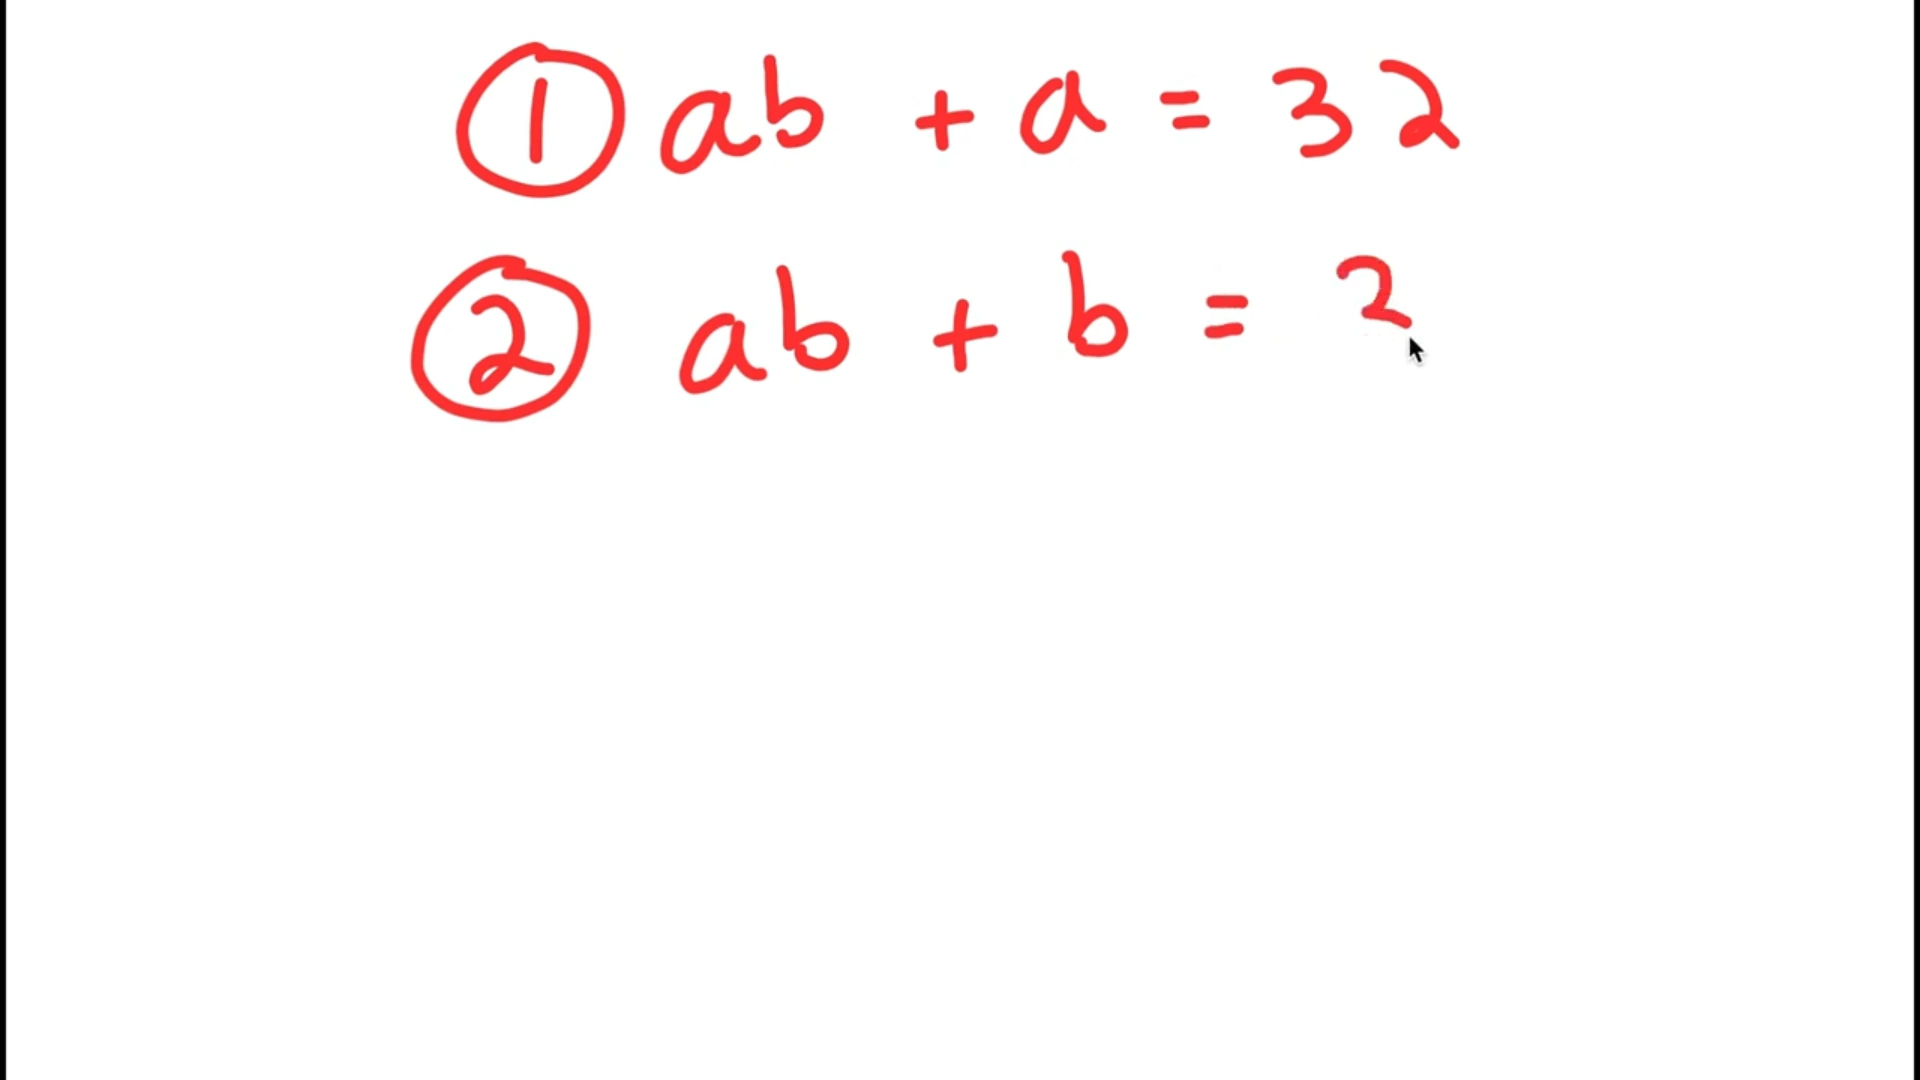 ① ab + a = 32
② ab + b = 2